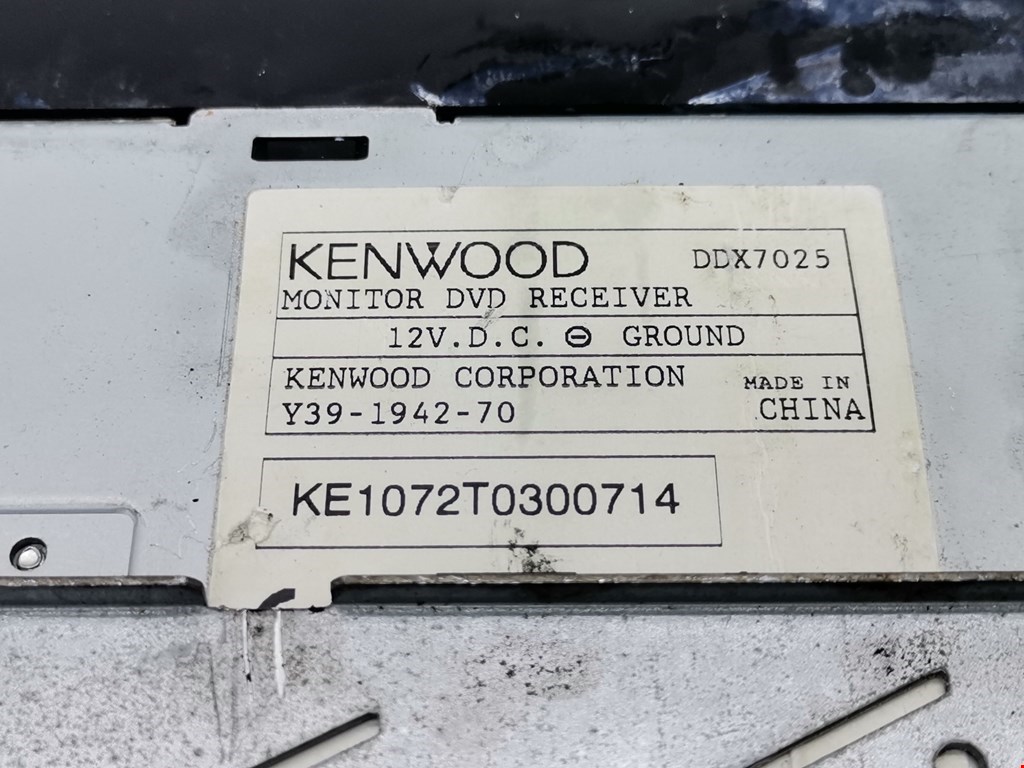 KENWOOD DDX7025
MONITOR DVD RECEIVER
12V.D.C. ⊖ GROUND
KENWOOD CORPORATION MADE IN
Y39-1942-70 CHINA
KE1072T0300714